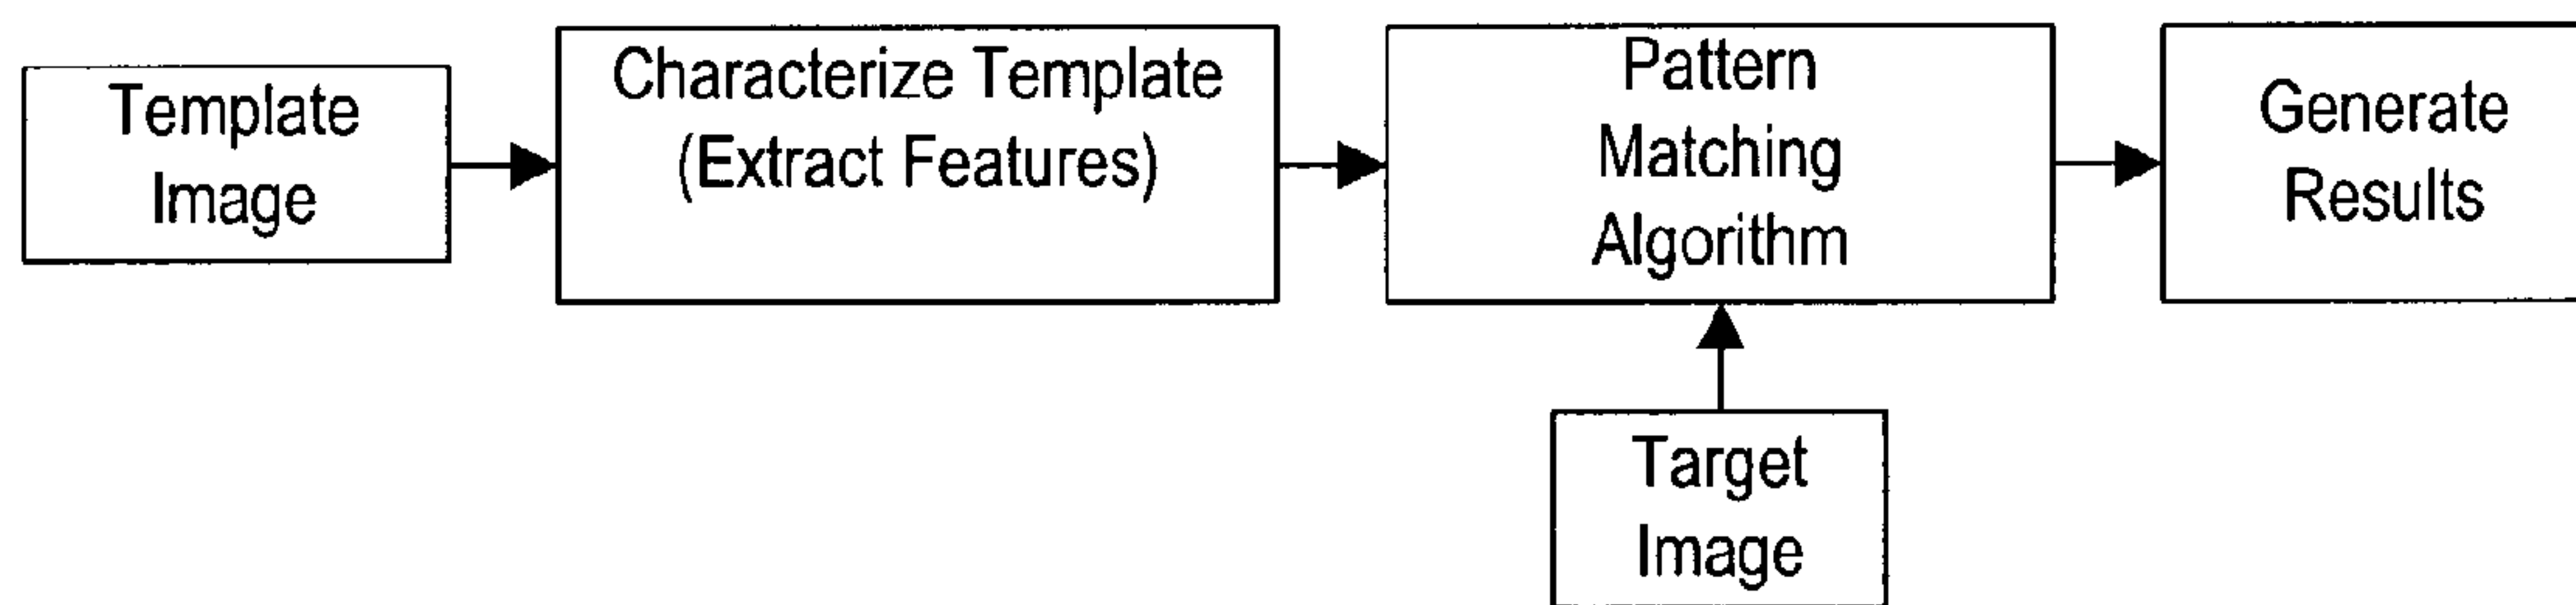 Template
Image
Characterize Template
(Extract Features)
Pattern
Matching
Algorithm
Generate
Results
Target
Image